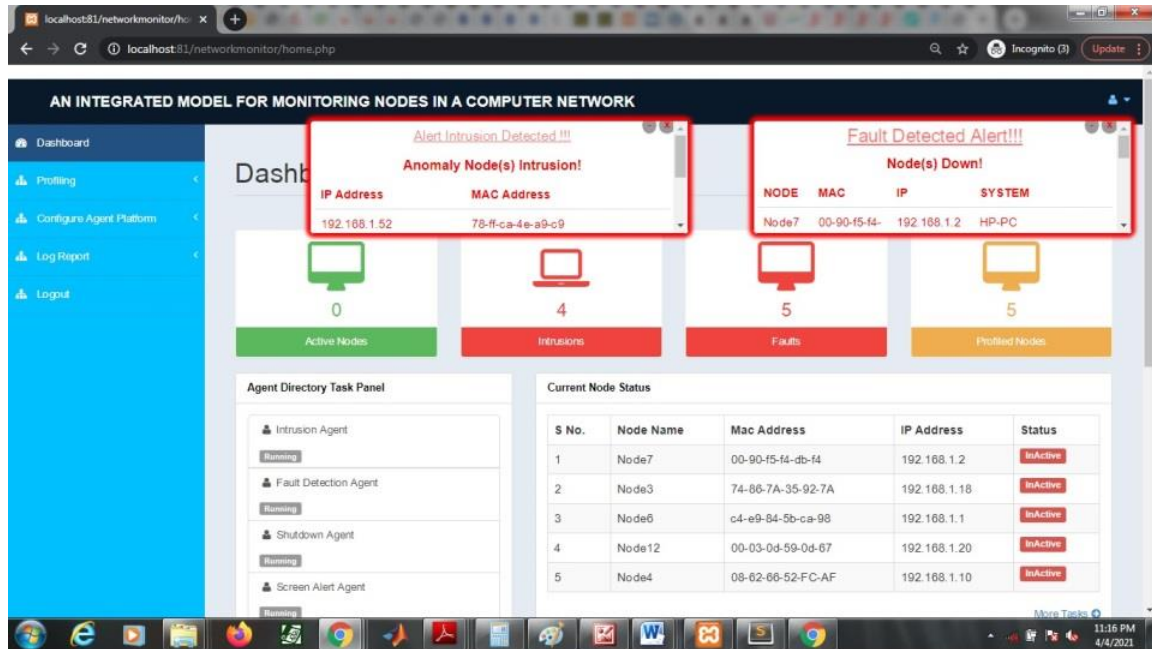 localhost:81/networkmonitor/ho
localhost:81/networkmonitor/home.php
Incognito (3)
Update
AN INTEGRATED MODEL FOR MONITORING NODES IN A COMPUTER NETWORK
Dashboard
Profiling
Configure Agent Platform
Log Report
Logout
Dashb
Alert Intrusion Detected !!!
Anomaly Node(s) Intrusion!
IP Address MAC Address
192.168.1.52 78-ff-ca-4e-a9-c9
Fault Detected Alert!!!
Node(s) Down!
NODE MAC IP SYSTEM
Node7 00-90-f5-f4- 192.168.1.2 HP-PC
0
Active Nodes
4
Intrusions
5
Faults
5
Profiled Nodes
Agent Directory Task Panel
Intrusion Agent
Running
Fault Detection Agent
Running
Shutdown Agent
Running
Screen Alert Agent
Running
Current Node Status
S No. Node Name Mac Address IP Address Status
1 Node7 00-90-f5-f4-db-f4 192.168.1.2 InActive
2 Node3 74-86-7A-35-92-7A 192.168.1.18 InActive
3 Node6 c4-e9-84-5b-ca-98 192.168.1.1 InActive
4 Node12 00-03-0d-59-0d-67 192.168.1.20 InActive
5 Node4 08-62-66-52-FC-AF 192.168.1.10 InActive
More Tasks
11:16 PM
4/4/2021